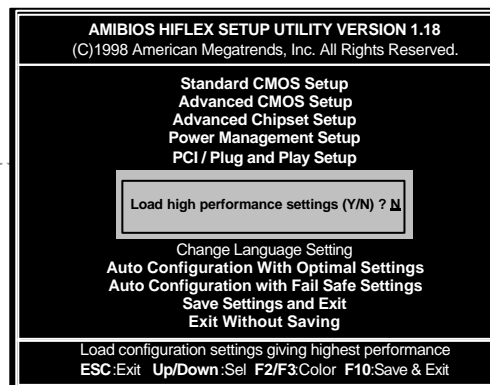 AMIBIOS HIFLEX SETUP UTILITY VERSION 1.18
(C)1998 American Megatrends, Inc. All Rights Reserved.
Standard CMOS Setup
Advanced CMOS Setup
Advanced Chipset Setup
Power Management Setup
PCI / Plug and Play Setup
Load high performance settings (Y/N) ? N
Change Language Setting
Auto Configuration With Optimal Settings
Auto Configuration with Fail Safe Settings
Save Settings and Exit
Exit Without Saving
Load configuration settings giving highest performance
ESC:Exit Up/Down:Sel F2/F3:Color F10:Save & Exit